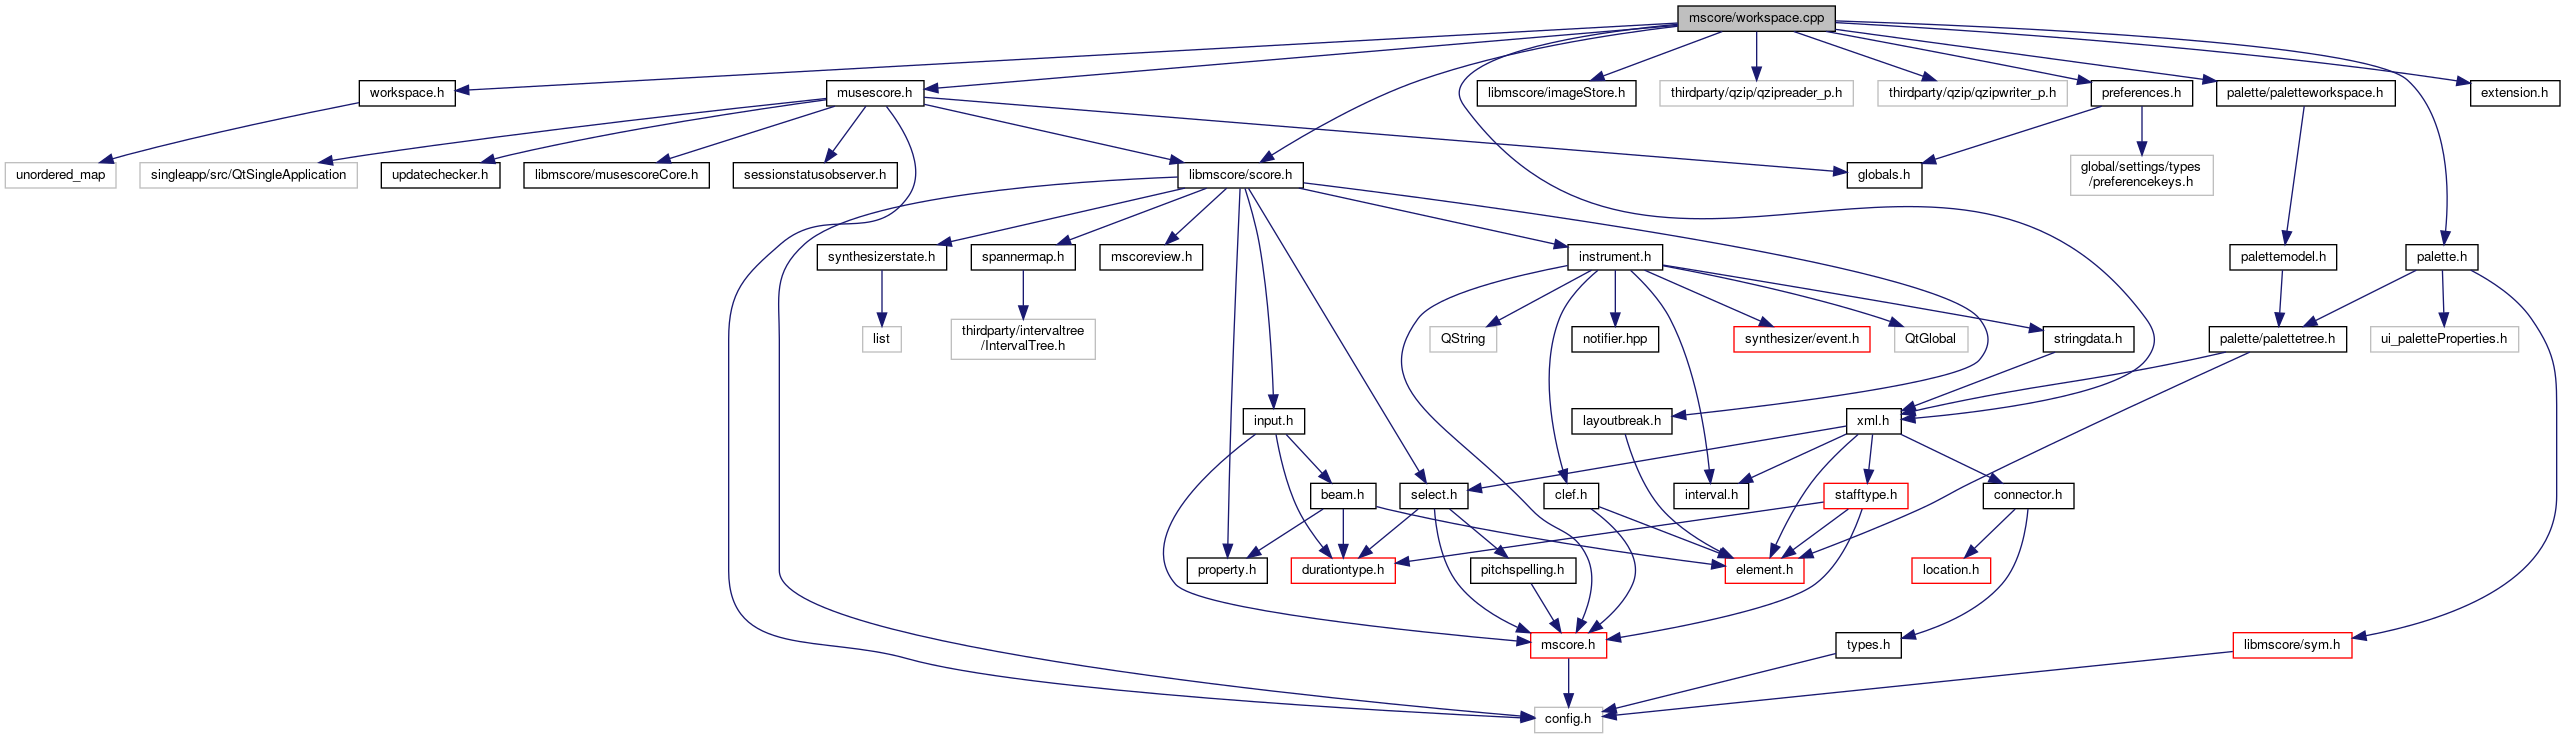 mscore/workspace.cpp
workspace.h
musescore.h
libmscore/imageStore.h
thirdparty/qzip/qzipreader_p.h
thirdparty/qzip/qzipwriter_p.h
preferences.h
palette/paletteworkspace.h
extension.h
unordered_map
singleapp/src/QtSingleApplication
updatechecker.h
libmscore/musescoreCore.h
sessionstatusobserver.h
libmscore/score.h
globals.h
global/settings/types
/preferencekeys.h
synthesizerstate.h
spannermap.h
mscoreview.h
instrument.h
palettemodel.h
palette.h
list
thirdparty/intervaltree
/IntervalTree.h
QString
notifier.hpp
synthesizer/event.h
QtGlobal
stringdata.h
palette/palettetree.h
ui_paletteProperties.h
input.h
layoutbreak.h
xml.h
beam.h
select.h
clef.h
interval.h
stafftype.h
connector.h
property.h
durationtype.h
pitchspelling.h
element.h
location.h
mscore.h
types.h
libmscore/sym.h
config.h